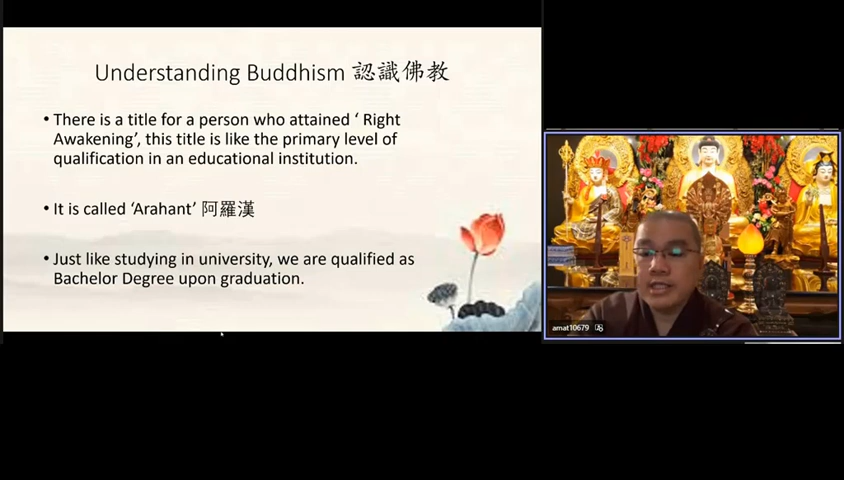 Understanding Buddhism 認識佛教
• There is a title for a person who attained ‘ Right
Awakening’, this title is like the primary level of
qualification in an educational institution.
• It is called ‘Arahant’ 阿羅漢
• Just like studying in university, we are qualified as
Bachelor Degree upon graduation.
amat10679